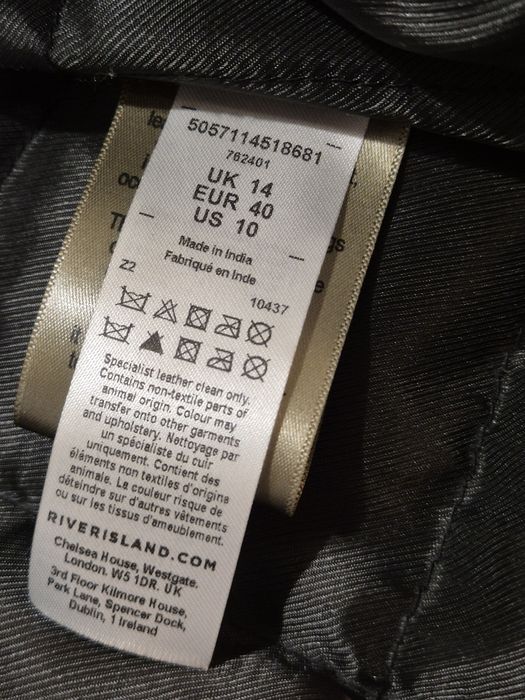 5057114518681
762401
UK 14
EUR 40
US 10
Made in India
Fabriqué en Inde
Z2
10437
Specialist leather clean only.
Contains non-textile parts of
animal origin. Colour may
transfer onto other garments
and upholstery. Nettoyage par
un spécialiste du cuir
uniquement. Contient des
éléments non textiles d'origine
animale. La couleur risque de
déteindre sur d'autres vêtements
ou sur les tissus d'ameublement.
RIVERISLAND.COM
Chelsea House, Westgate,
London. W5 1DR. UK
3rd Floor Kilmore House,
Park Lane, Spencer Dock,
Dublin, 1 Ireland